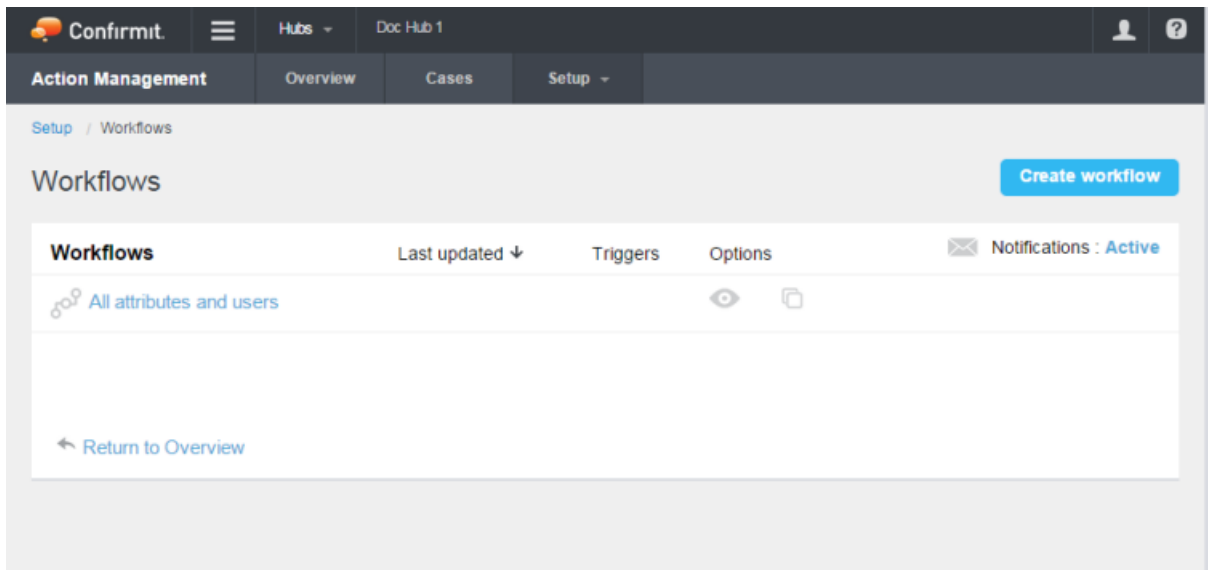 Confirmit. Hubs Doc Hub 1
Action Management Overview Cases Setup
Setup / Workflows
Workflows
Create workflow
Workflows Last updated Triggers Options Notifications : Active
All attributes and users
Return to Overview